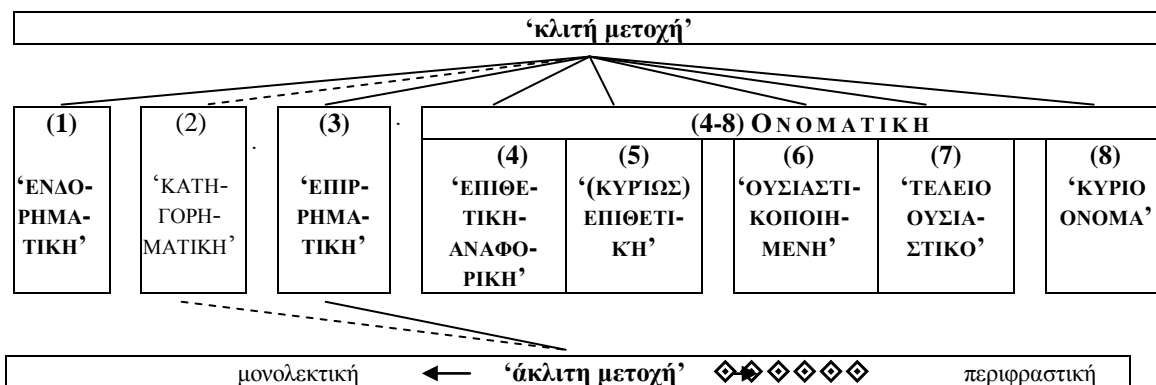 ‘κλιτή μετοχή’
(1) (2) (3) (4-8) ΟΝΟΜΑΤΙΚΗ
(4) (5) (6) (7) (8)
‘ΕΝΔΟ- ‘ΚΑΤΗ- ‘ΕΠΙΡ- ‘ΕΠΙΘΕ- ‘(ΚΥΡΊΩΣ) ‘ΟΥΣΙΑΣΤΙ- ‘ΤΕΛΕΙΟ ‘ΚΥΡΙΟ
ΡΗΜΑ- ΓΟΡΗ- ΡΗΜΑ- ΤΙΚΗ- ΕΠΙΘΕΤΙ- ΚΟΠΟΙΗ- ΟΥΣΙΑ- ΟΝΟΜΑ’
ΤΙΚΗ’ ΜΑΤΙΚΗ’ ΤΙΚΗ’ ΑΝΑΦΟ- ΚΉ’ ΜΕΝΗ’ ΣΤΙΚΟ’
ΡΙΚΗ’
μονολεκτική ‘άκλιτη μετοχή’ περιφραστική